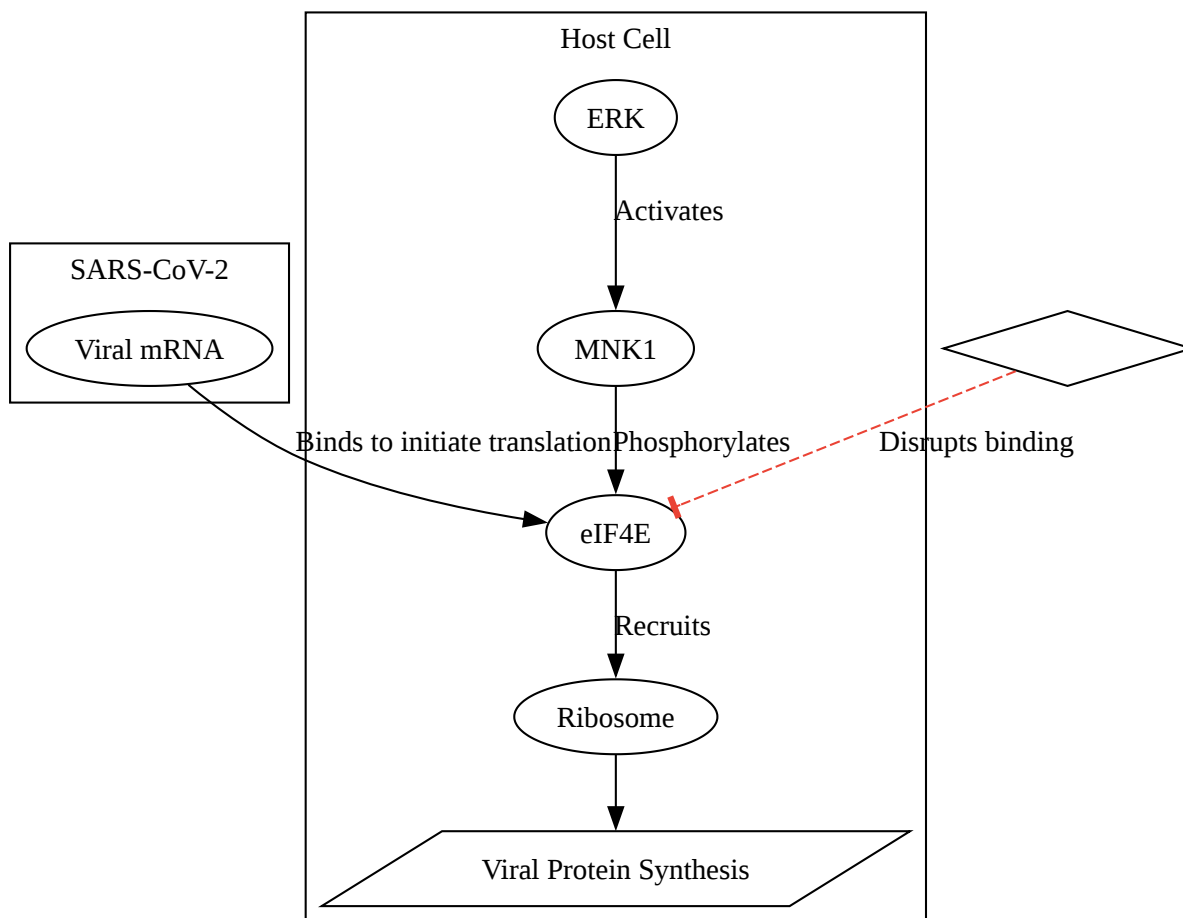 Host Cell
ERK
Activates
SARS-CoV-2
Viral mRNA
MNK1
Binds to initiate translation
Phosphorylates
Disrupts binding
eIF4E
Recruits
Ribosome
Viral Protein Synthesis